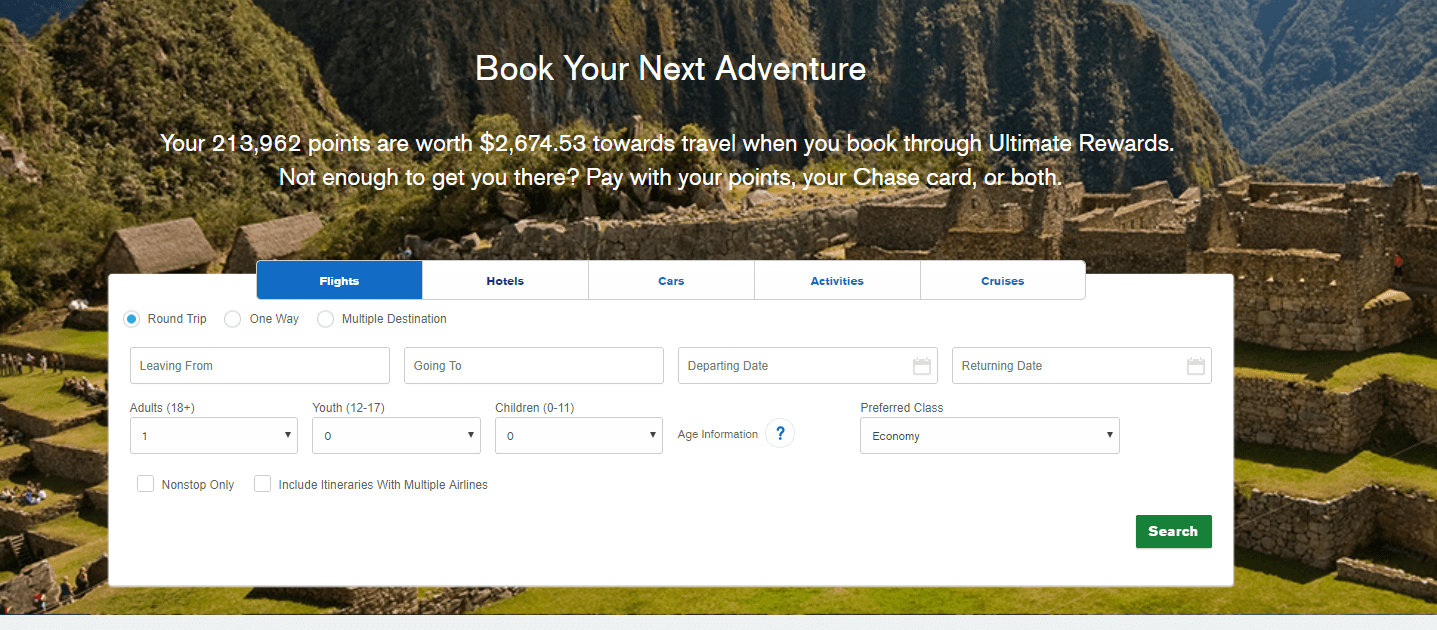 Book Your Next Adventure
Your 213,962 points are worth $2,674.53 towards travel when you book through Ultimate Rewards.
Not enough to get you there? Pay with your points, your Chase card, or both.
Flights Hotels Cars Activities Cruises
Round Trip One Way Multiple Destination
Leaving From Going To Departing Date Returning Date
Adults (18+) Youth (12-17) Children (0-11) Preferred Class
1 0 0 Age Information ? Economy
Nonstop Only Include Itineraries With Multiple Airlines
Search